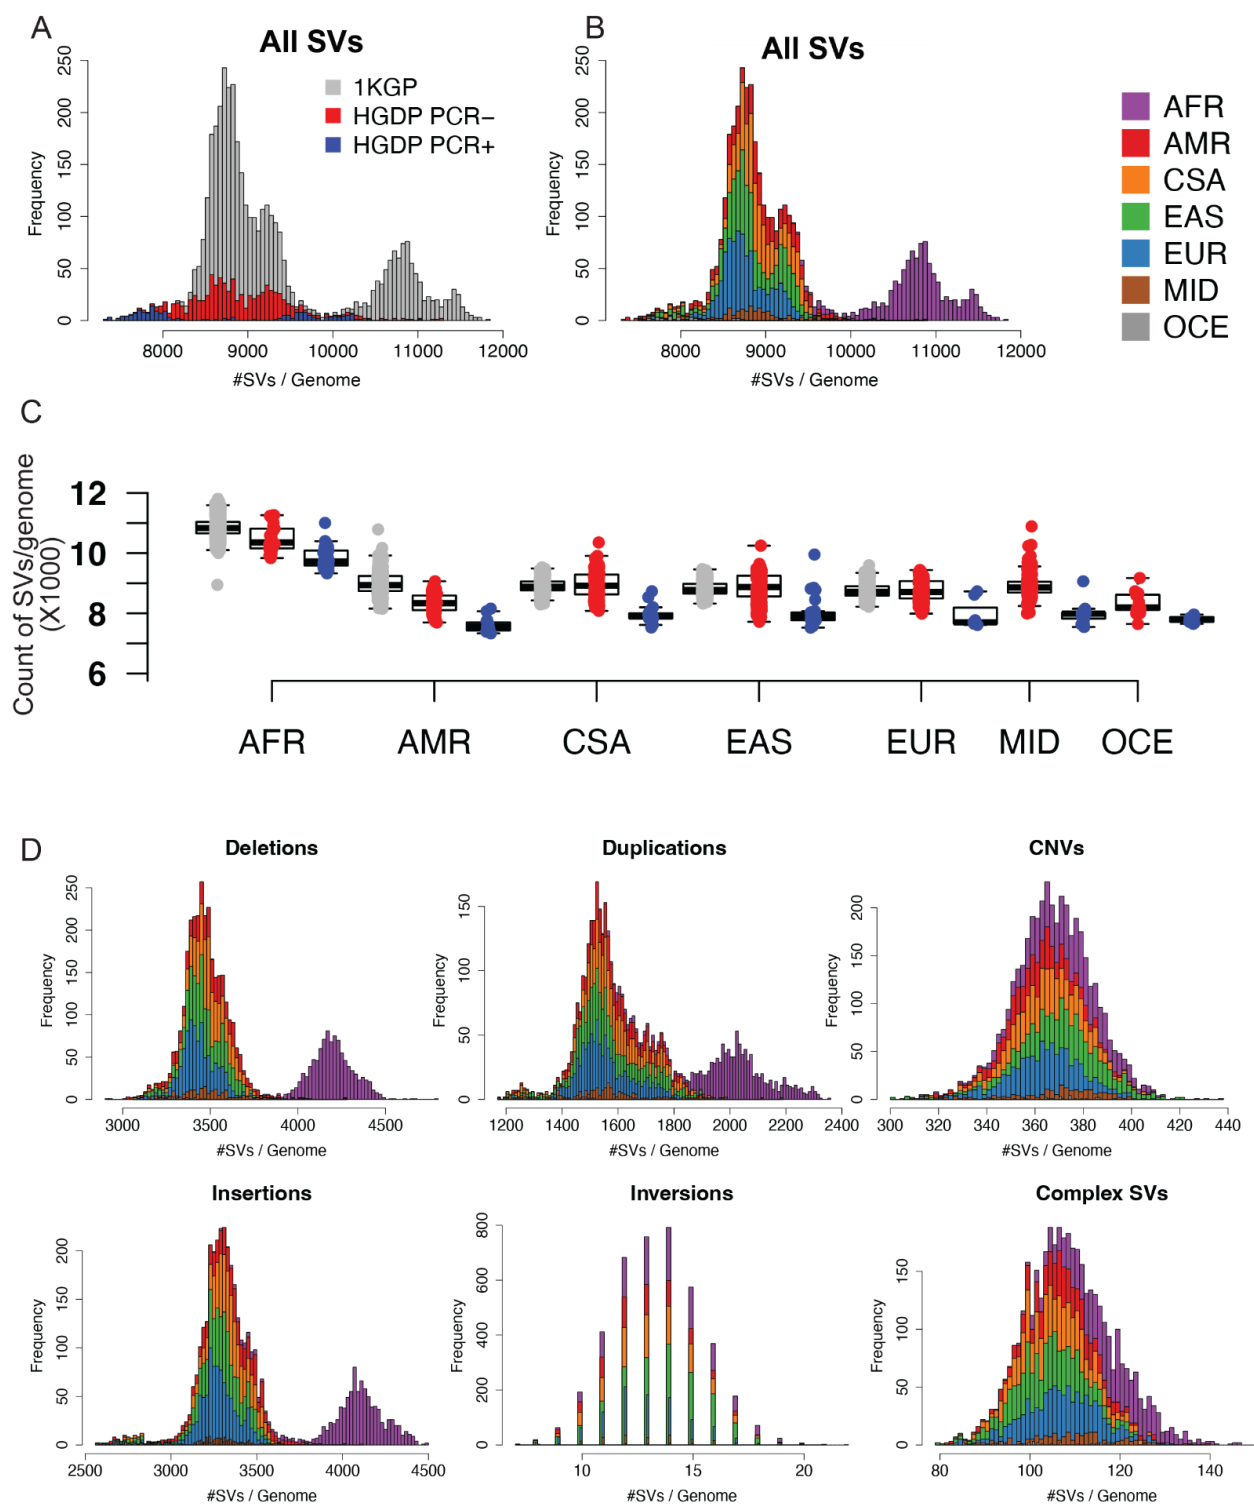 A
All SVs
250
200
150
100
50
0
Frequency
1KGP
HGDP PCR−
HGDP PCR+
8000 9000 10000 11000 12000
#SVs / Genome
B
All SVs
250
200
150
100
50
0
Frequency
8000 9000 10000 11000 12000
#SVs / Genome
AFR
AMR
CSA
EAS
EUR
MID
OCE
C
Count of SVs/genome
(X1000)
12
10
8
6
AFR AMR CSA EAS EUR MID OCE
D
Deletions
250
200
150
100
50
0
Frequency
3000 3500 4000 4500
#SVs / Genome
Duplications
150
100
50
0
Frequency
1200 1400 1600 1800 2000 2200 2400
#SVs / Genome
CNVs
200
150
100
50
0
Frequency
300 320 340 360 380 400 420 440
#SVs / Genome
Insertions
200
150
100
50
0
Frequency
2500 3000 3500 4000 4500
#SVs / Genome
Inversions
800
600
400
200
0
Frequency
10 15 20
#SVs / Genome
Complex SVs
150
100
50
0
Frequency
80 100 120 140
#SVs / Genome